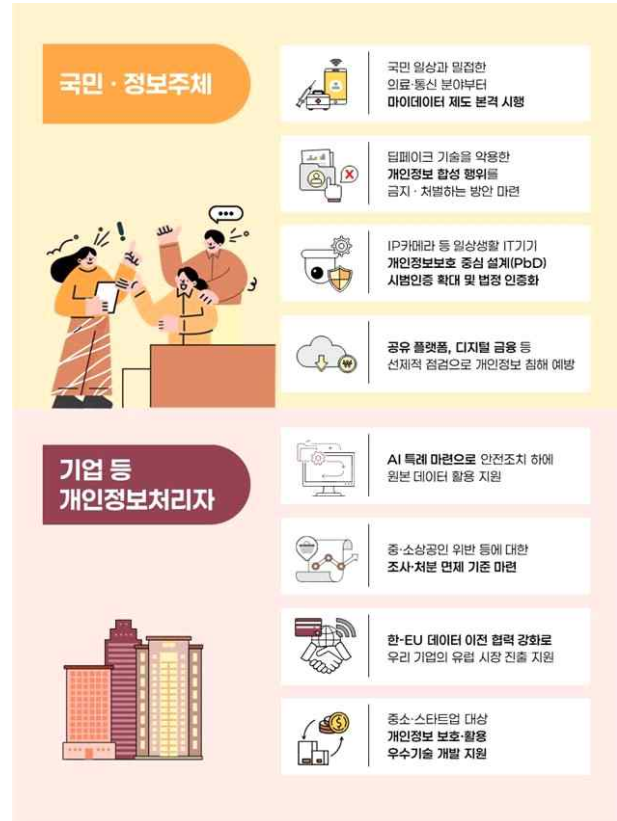 국민 · 정보주체
국민 일상과 밀접한
의료·통신 분야부터
마이데이터 제도 본격 시행
딥페이크 기술을 악용한
개인정보 합성 행위를
금지 · 처벌하는 방안 마련
IP카메라 등 일상생활 IT기기
개인정보보호 중심 설계(PbD)
시범인증 확대 및 법정 인증화
공유 플랫폼, 디지털 금융 등
선제적 점검으로 개인정보 침해 예방
기업 등
개인정보처리자
AI 특례 마련으로 안전조치 하에
원본 데이터 활용 지원
중·소상공인 위반 등에 대한
조사·처분 면제 기준 마련
한-EU 데이터 이전 협력 강화로
우리 기업의 유럽 시장 진출 지원
중소·스타트업 대상
개인정보 보호·활용
우수기술 개발 지원